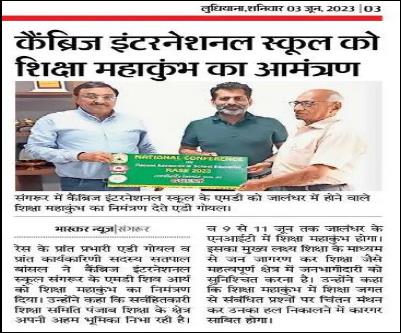 लुधियाना, शनिवार 03 जून, 2023 | 03
कैंब्रिज इंटरनेशनल स्कूल को
शिक्षा महाकुंभ का आमंत्रण
NATIONAL CONFERENCE
RASE 2023
संगरूर में कैंब्रिज इंटरनेशनल स्कूल के एमडी को जालंधर में होने वाले
शिक्षा महाकुंभ का निमंत्रण देते एडी गोयल।
भास्कर न्यूज | संगरूर
रेस के प्रांत प्रभारी एडी गोयल व
प्रांत कार्यकारिणी सदस्य सतपाल
बांसल ने कैंब्रिज इंटरनेशनल
स्कूल संगरूर के एमडी शिव आर्य
को शिक्षा महाकुंभ का निमंत्रण
दिया। उन्होंने कहा कि सर्वहितकारी
शिक्षा समिति पंजाब शिक्षा के क्षेत्र
अपनी अहम भूमिका निभा रही है।
व 9 से 11 जून तक जालंधर के
एनआईटी में शिक्षा महाकुंभ होगा।
इसका मुख्य लक्ष्य शिक्षा के माध्यम
से जन जागरण कर शिक्षा जैसे
महत्वपूर्ण क्षेत्र में जनभागीदारी को
सुनिश्चित करना है। उन्होंने कहा
कि शिक्षा महाकुंभ में शिक्षा जगत
से संबंधित प्रश्नों पर चिंतन मंथन
कर उनका हल निकालने में कारगर
साबित होगा।